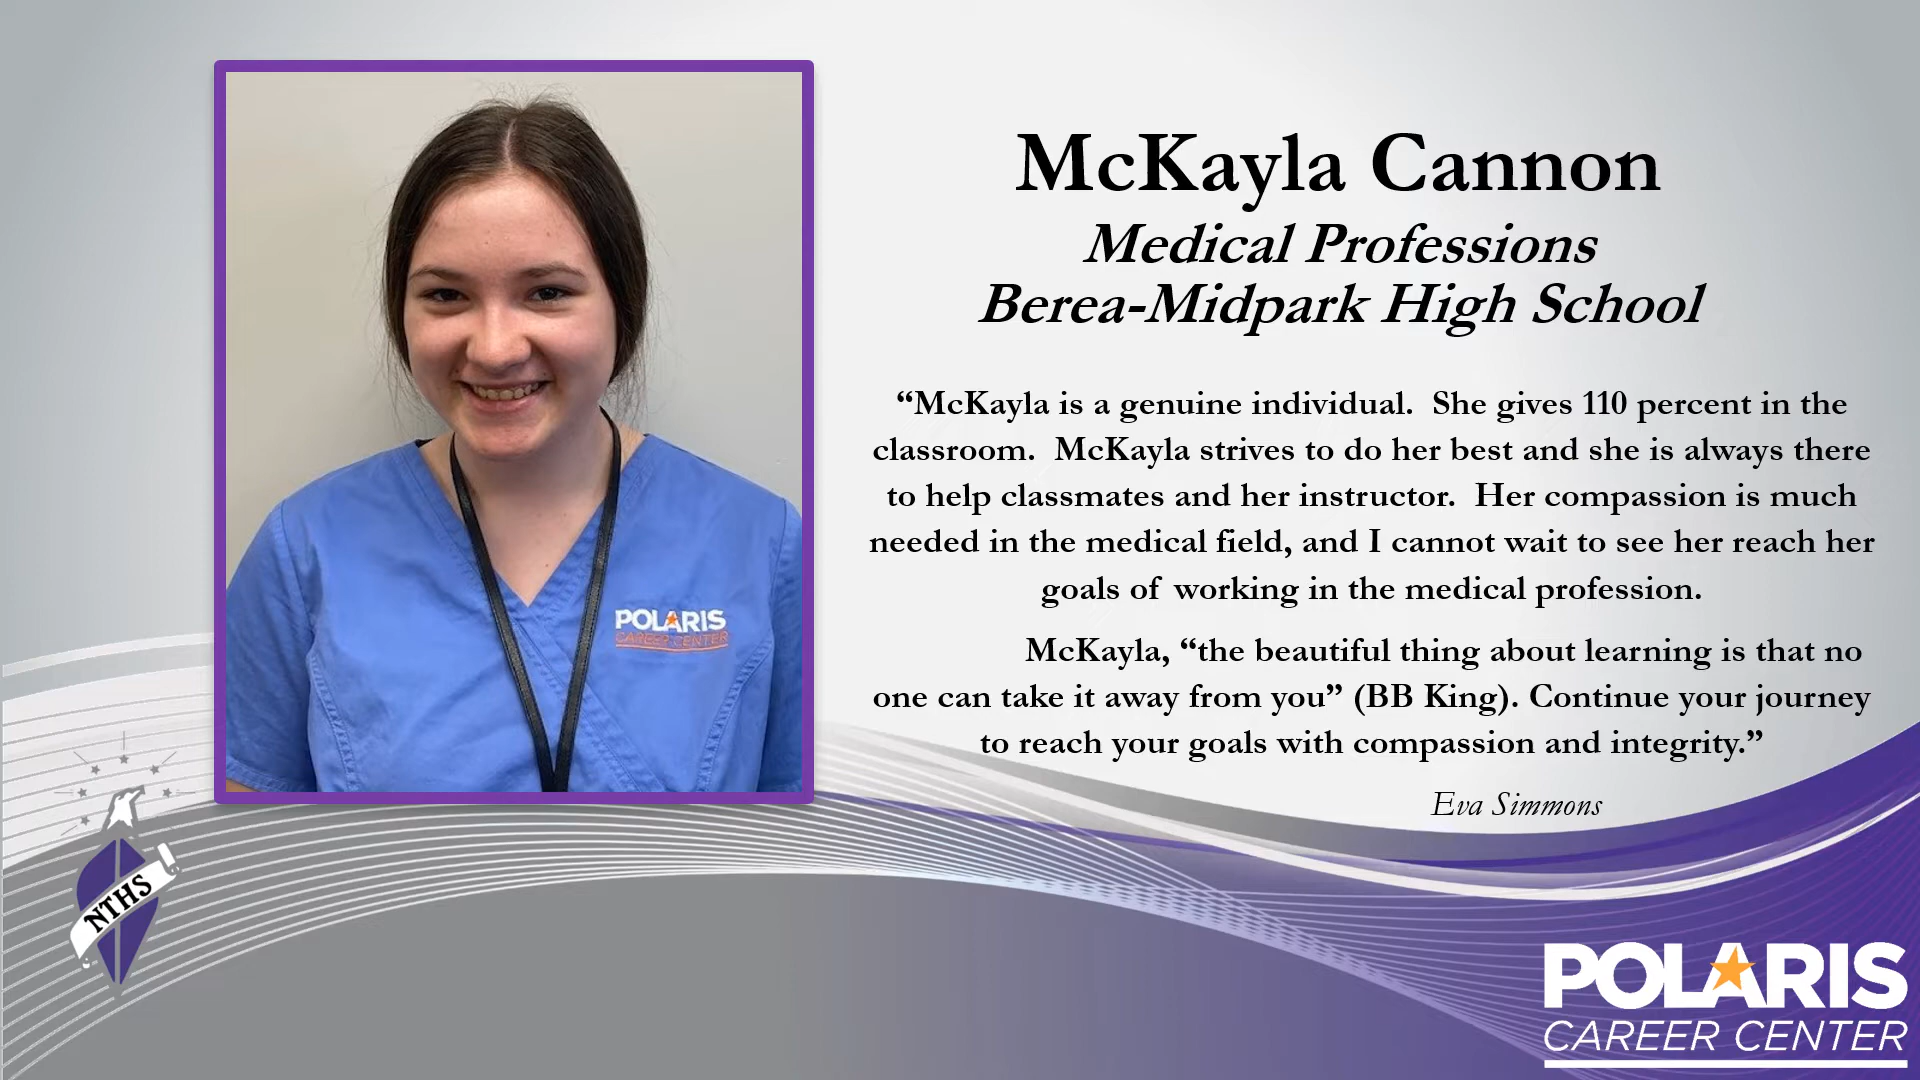 McKayla Cannon
Medical Professions
Berea-Midpark High School
“McKayla is a genuine individual.  She gives 110 percent in the
classroom.  McKayla strives to do her best and she is always there
to help classmates and her instructor.  Her compassion is much
needed in the medical field, and I cannot wait to see her reach her
goals of working in the medical profession.
McKayla, “the beautiful thing about learning is that no
one can take it away from you” (BB King). Continue your journey
to reach your goals with compassion and integrity.”
Eva Simmons
POLARIS
CAREER CENTER
NTHS
POLARIS
CAREER CENTER